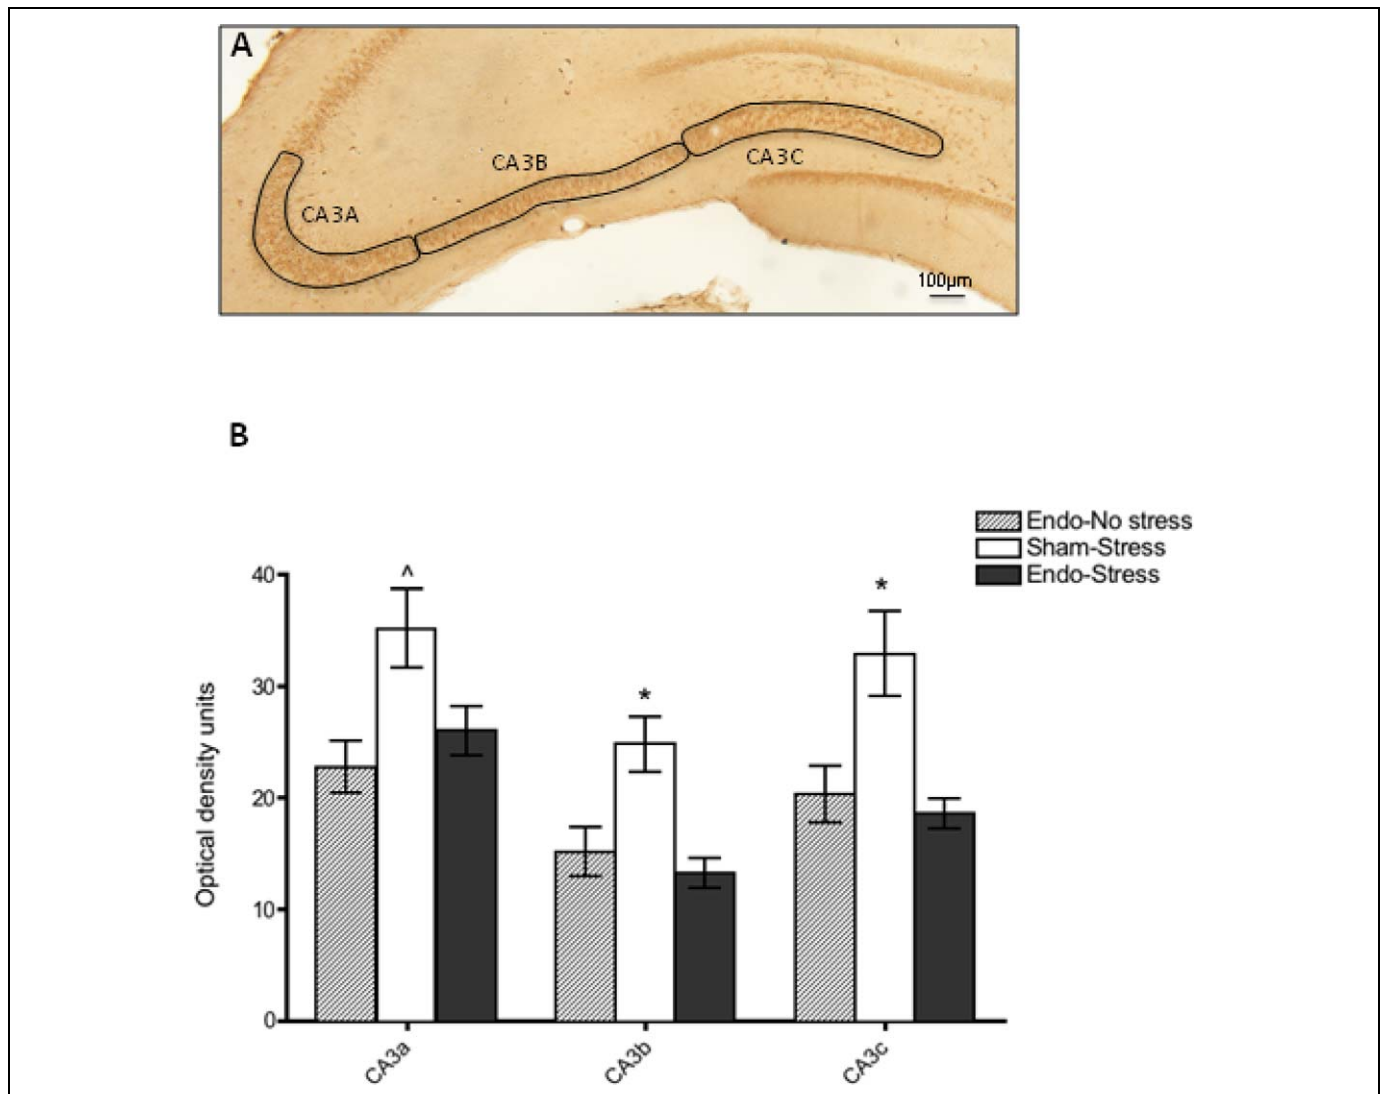 A
CA3B
CA3C
CA3A
100μm
B
Endo-No stress
Sham-Stress
Endo-Stress
40
^
*
*
30
20
10
0
Optical density units
CA3a
CA3b
CA3c